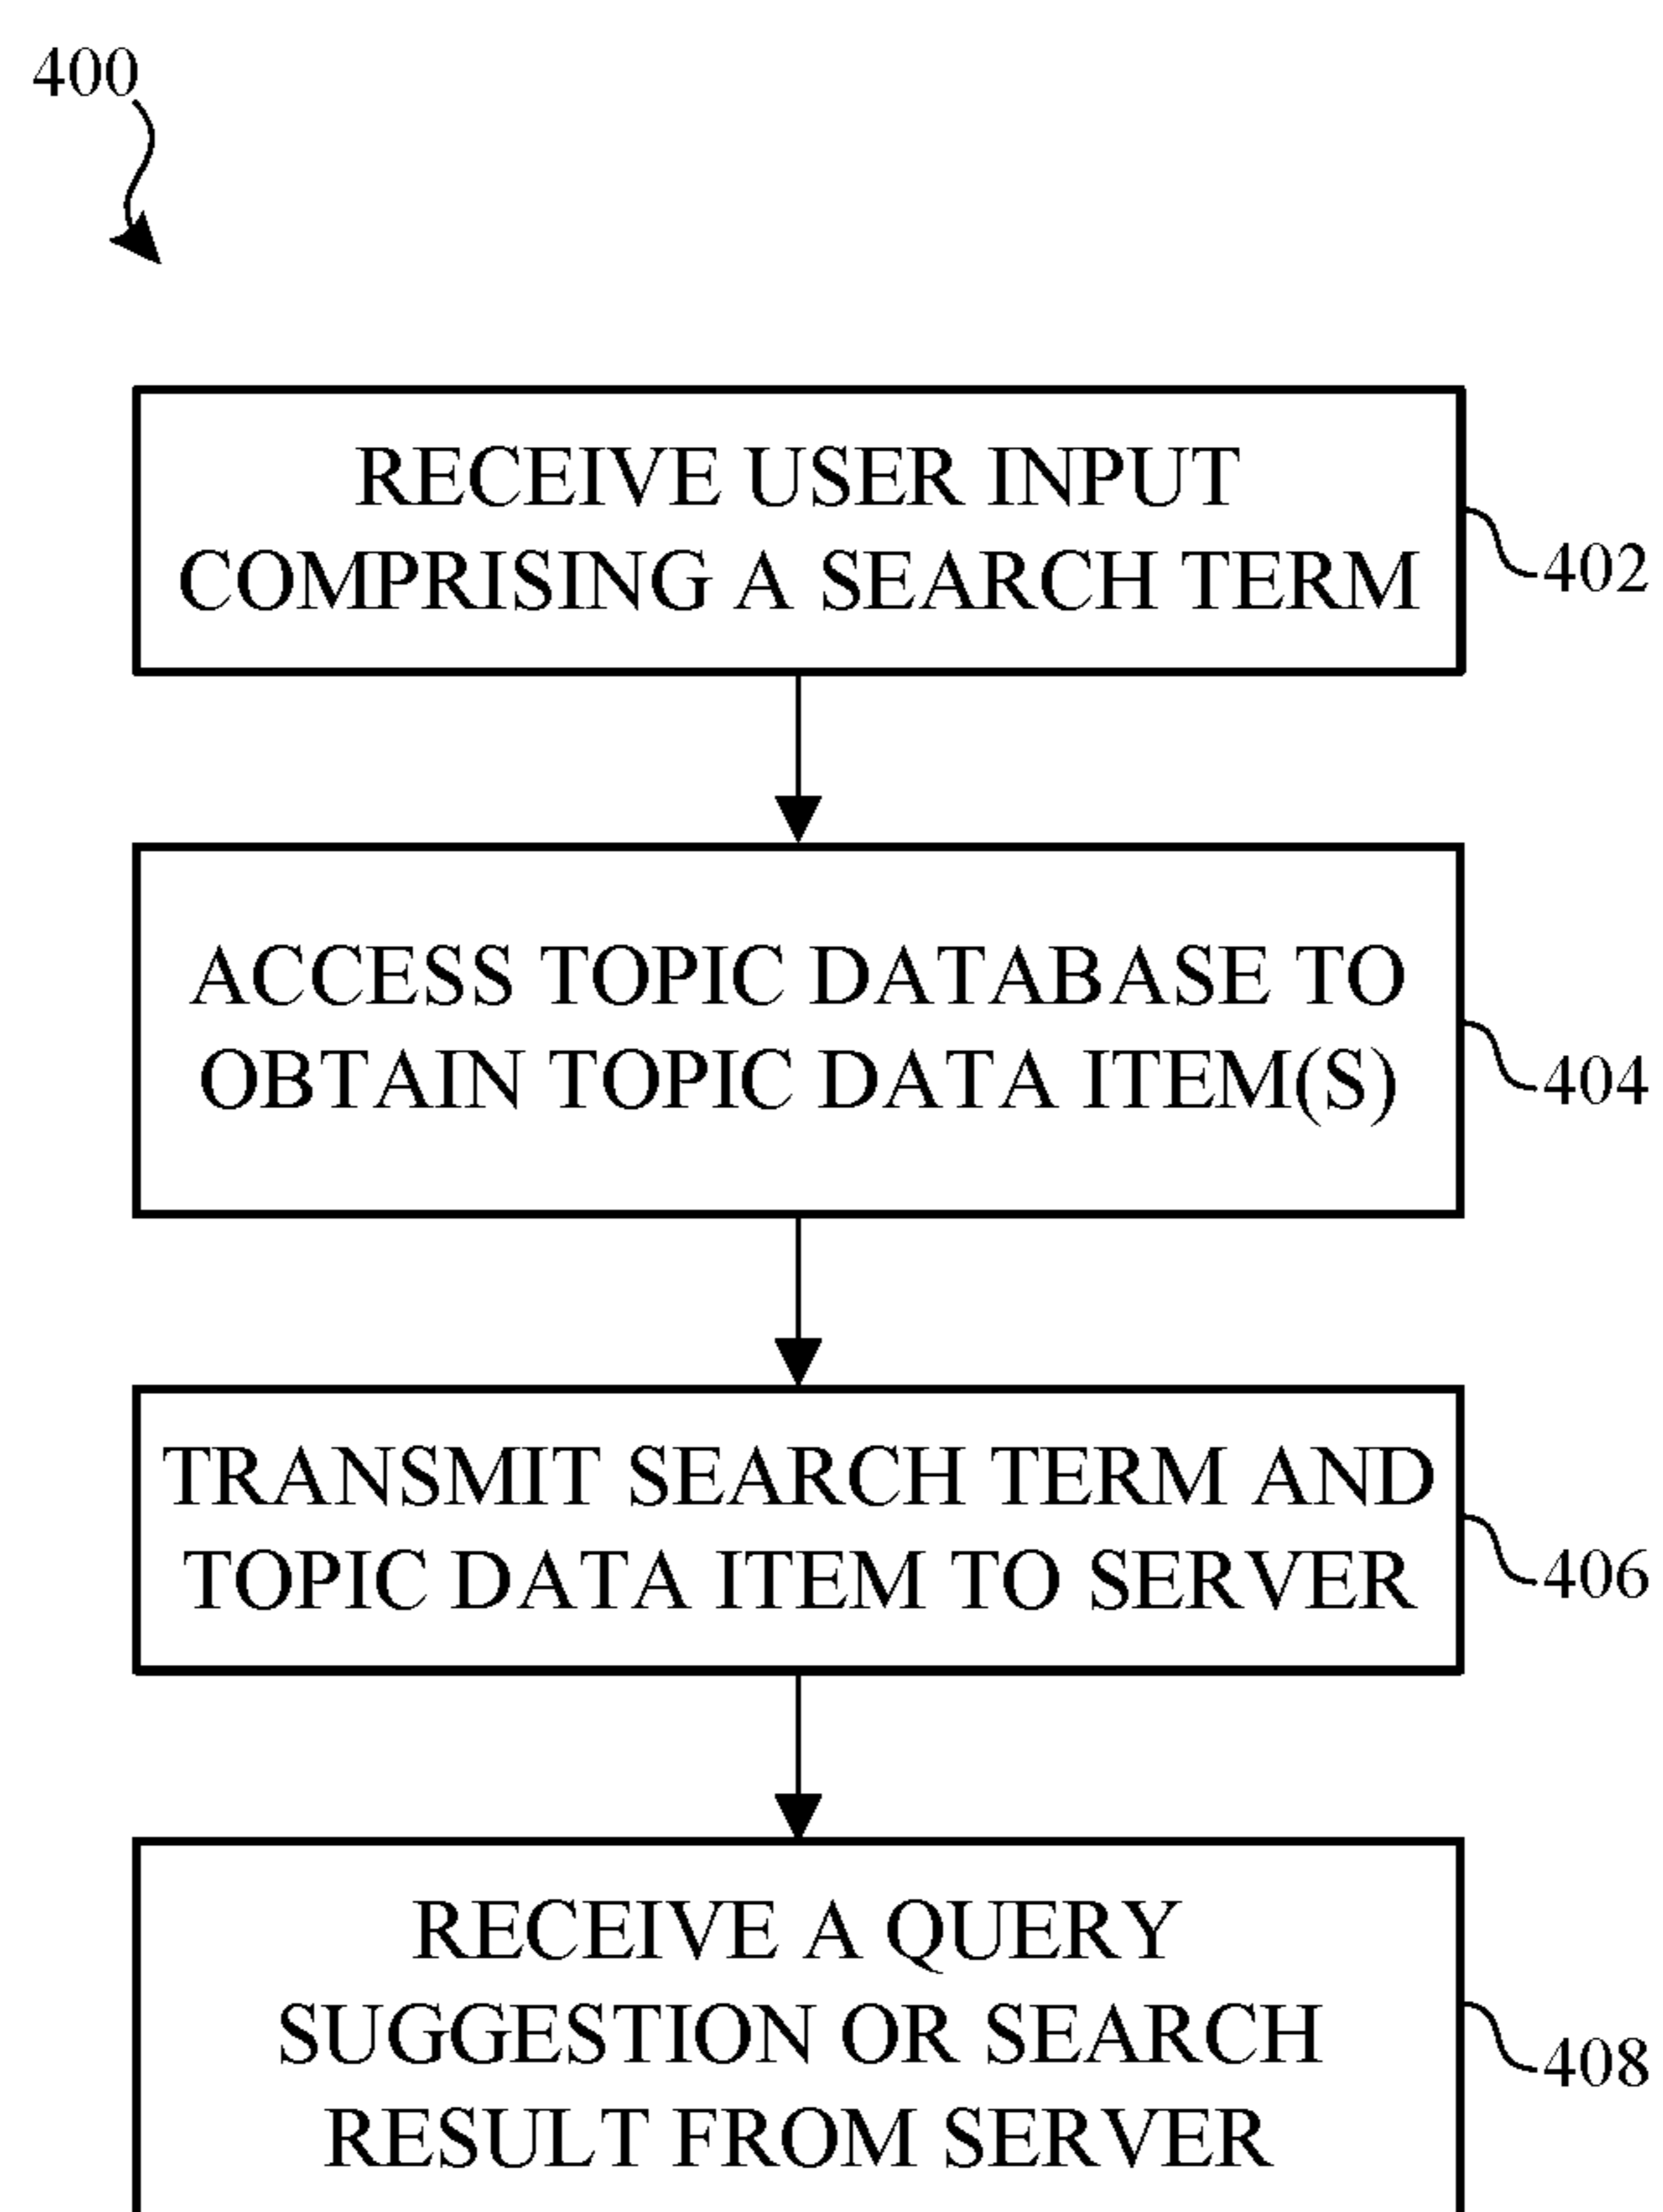 400
RECEIVE USER INPUT
COMPRISING A SEARCH TERM
402
ACCESS TOPIC DATABASE TO
OBTAIN TOPIC DATA ITEM(S)
404
TRANSMIT SEARCH TERM AND
TOPIC DATA ITEM TO SERVER
406
RECEIVE A QUERY
SUGGESTION OR SEARCH
RESULT FROM SERVER
408